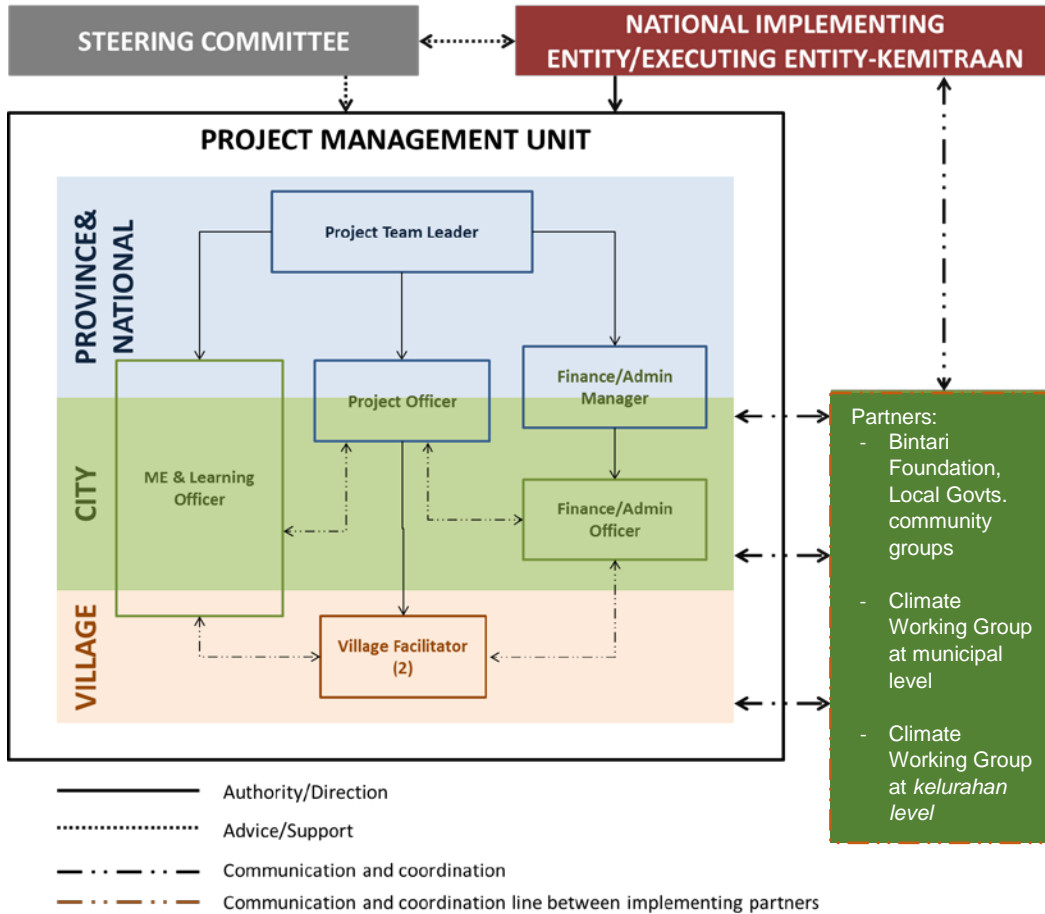 STEERING COMMITTEE
NATIONAL IMPLEMENTING
ENTITY/EXECUTING ENTITY-KEMITRAAN
PROJECT MANAGEMENT UNIT
PROVINCE&
NATIONAL
Project Team Leader
Project Officer
Finance/Admin
Manager
CITY
ME & Learning
Officer
Finance/Admin
Officer
VILLAGE
Village Facilitator
(2)
Partners:
- Bintari
Foundation,
Local Govts.
community
groups
- Climate
Working Group
at municipal
level
- Climate
Working Group
at kelurahan
level
Authority/Direction
Advice/Support
Communication and coordination
Communication and coordination line between implementing partners